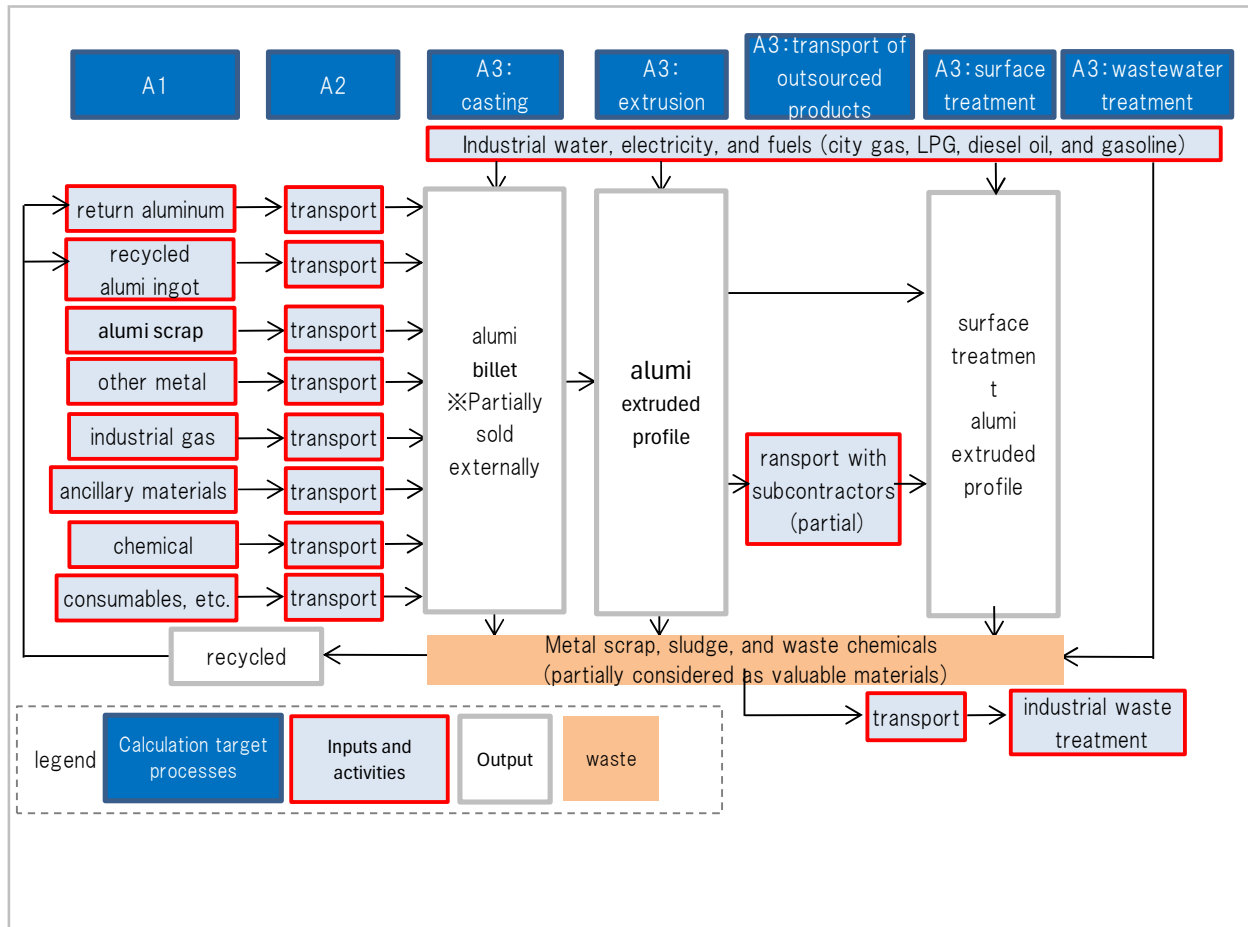 A1
A2
A3：
casting
A3：
extrusion
A3：transport of
outsourced
products
A3：surface
treatment
A3：wastewater
treatment
Industrial water, electricity, and fuels (city gas, LPG, diesel oil, and gasoline)
return aluminum
transport
recycled
alumi ingot
transport
alumi scrap
transport
other metal
transport
industrial gas
transport
ancillary materials
transport
chemical
transport
consumables, etc.
transport
alumi
billet
※Partially
sold
externally
alumi
extruded
profile
ransport with
subcontractors
(partial)
surface
treatmen
t
alumi
extruded
profile
recycled
Metal scrap, sludge, and waste chemicals
(partially considered as valuable materials)
transport
industrial waste
treatment
legend
Calculation target
processes
Inputs and
activities
Output
waste